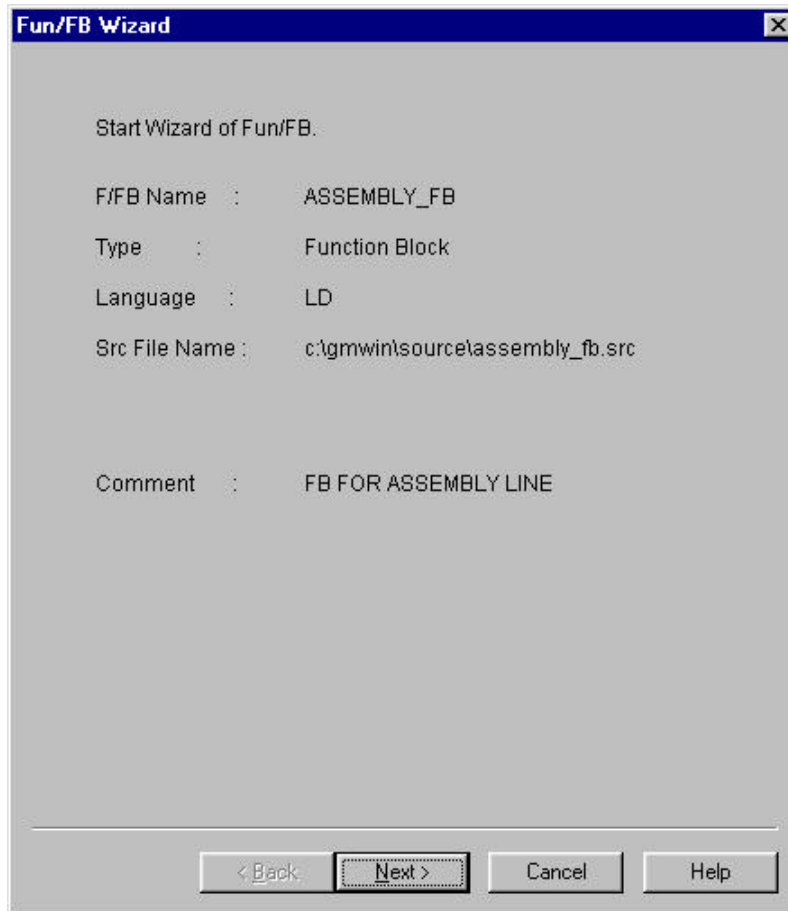 Fun/FB Wizard
Start Wizard of Fun/FB.
F/FB Name : ASSEMBLY_FB
Type : Function Block
Language : LD
Src File Name : c:\gmwin\source\assembly_fb.src
Comment : FB FOR ASSEMBLY LINE
< Back Next > Cancel Help